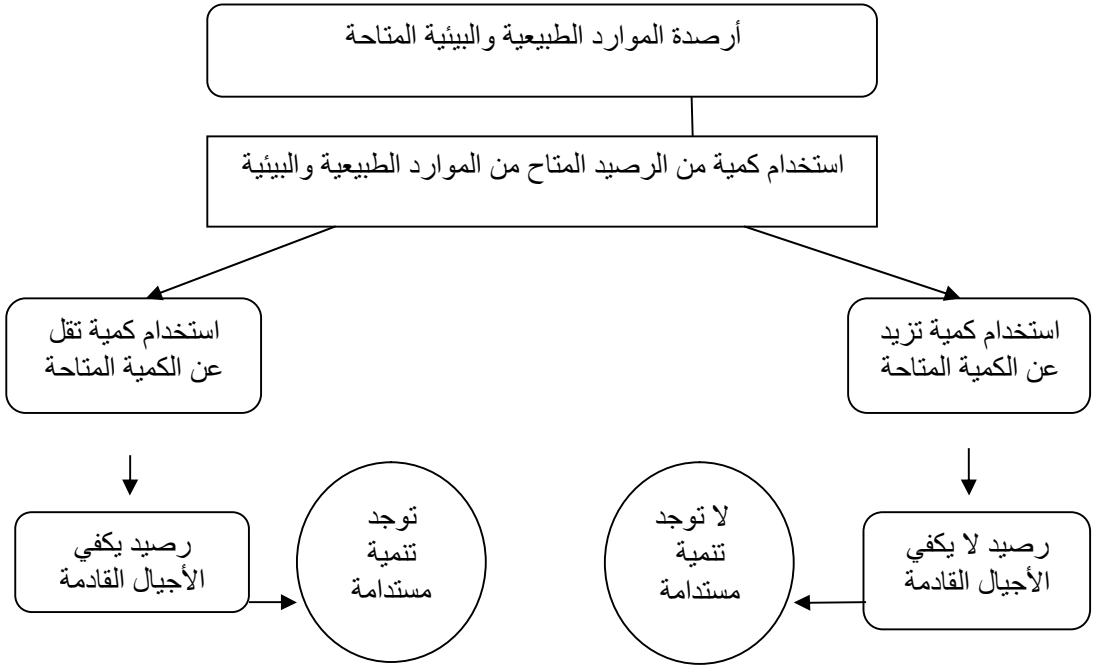 أرصدة الموارد الطبيعية والبيئية المتاحة
استخدام كمية من الرصيد المتاح من الموارد الطبيعية والبيئية
استخدام كمية تزيد
عن الكمية المتاحة
استخدام كمية تقل
عن الكمية المتاحة
رصيد لا يكفي
الأجيال القادمة
لا توجد
تنمية
مستدامة
توجد
تنمية
مستدامة
رصيد يكفي
الأجيال القادمة